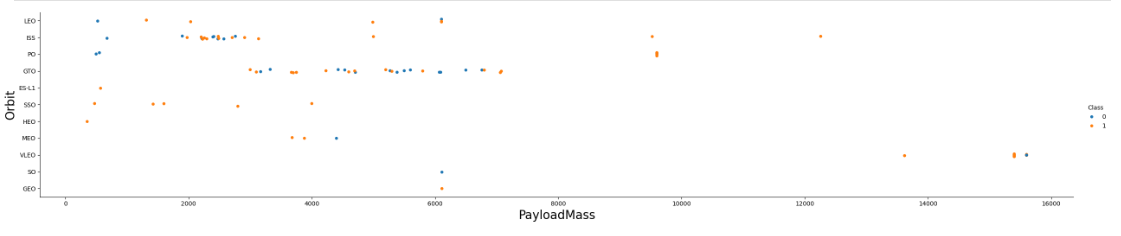 LEO
ISS
PO
GTO
ES-L1
SSO
HEO
MEO
VLEO
SO
GEO
Orbit
0
2000
4000
6000
8000
10000
12000
14000
16000
PayloadMass
Class
0
1